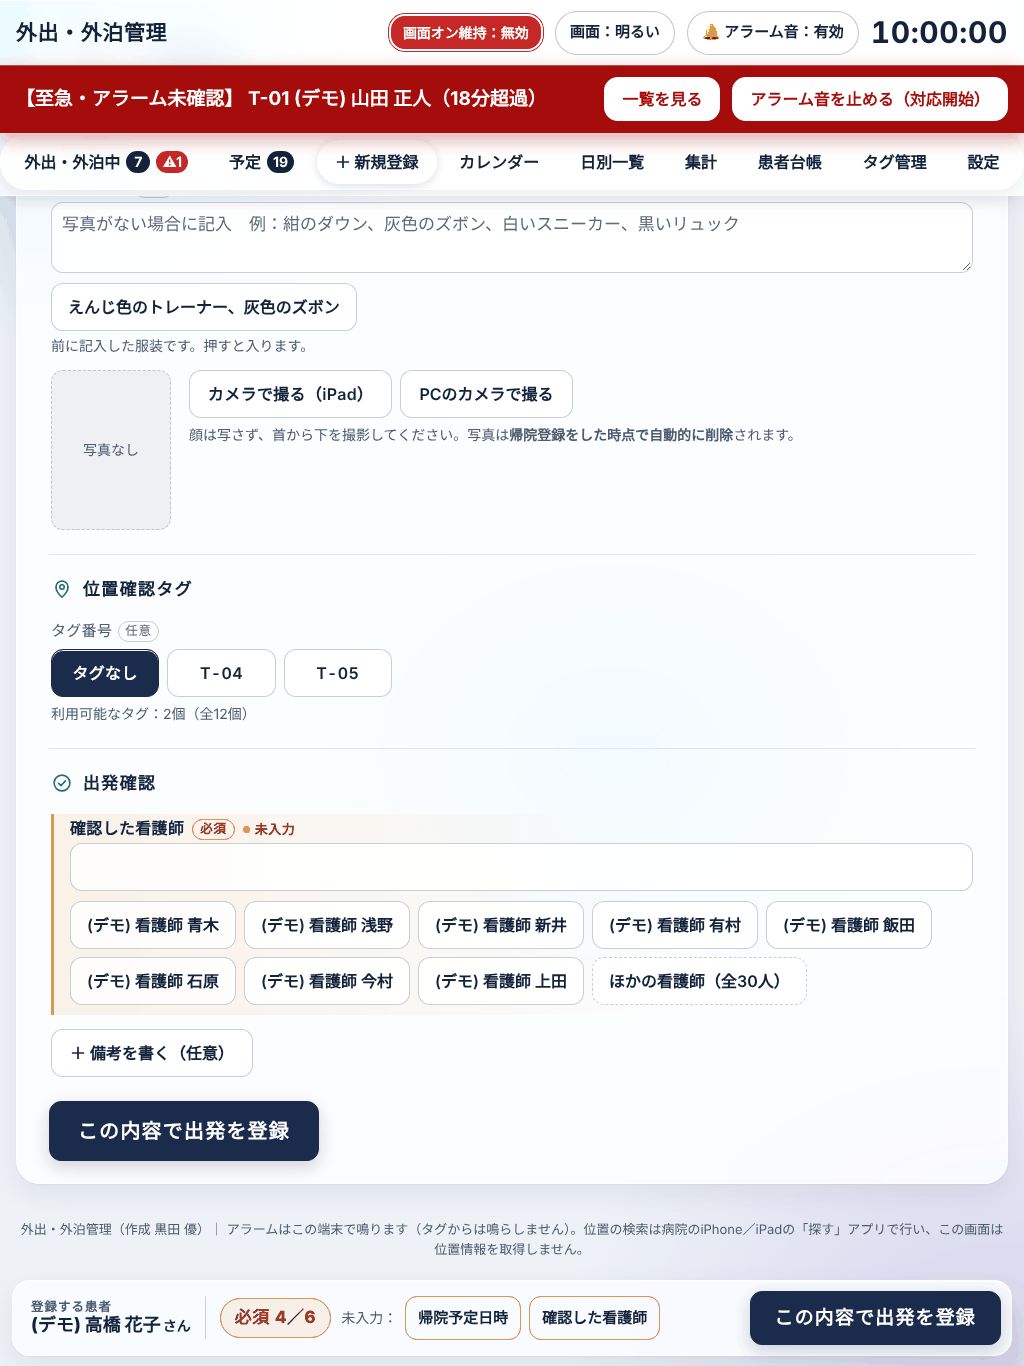 外出・外泊管理
画面オン維持：無効
画面：明るい
🔔 アラーム音：有効
10:00:00
【至急・アラーム未確認】 T-01 (デモ) 山田 正人（18分超過）
一覧を見る
アラーム音を止める（対応開始）
外出・外泊中 7 ▲1
予定 19
＋新規登録
カレンダー
日別一覧
集計
患者台帳
タグ管理
設定
写真がない場合に記入　例：紺のダウン、灰色のズボン、白いスニーカー、黒いリュック
えんじ色のトレーナー、灰色のズボン
前に記入した服装です。押すと入ります。
写真なし
カメラで撮る（iPad）
PCのカメラで撮る
顔は写さず、首から下を撮影してください。写真は帰院登録をした時点で自動的に削除されます。
位置確認タグ
タグ番号 任意
タグなし
T-04
T-05
利用可能なタグ：2個（全12個）
出発確認
確認した看護師 必須 未入力
(デモ) 看護師 青木
(デモ) 看護師 浅野
(デモ) 看護師 新井
(デモ) 看護師 有村
(デモ) 看護師 飯田
(デモ) 看護師 石原
(デモ) 看護師 今村
(デモ) 看護師 上田
ほかの看護師（全30人）
＋ 備考を書く（任意）
この内容で出発を登録
外出・外泊管理（作成 黒田 優）｜ アラームはこの端末で鳴ります（タグからは鳴らしません）。位置の検索は病院のiPhone／iPadの「探す」アプリで行い、この画面は
位置情報を取得しません。
登録する患者
(デモ) 高橋 花子 さん
必須 4／6
未入力：
帰院予定日時
確認した看護師
この内容で出発を登録